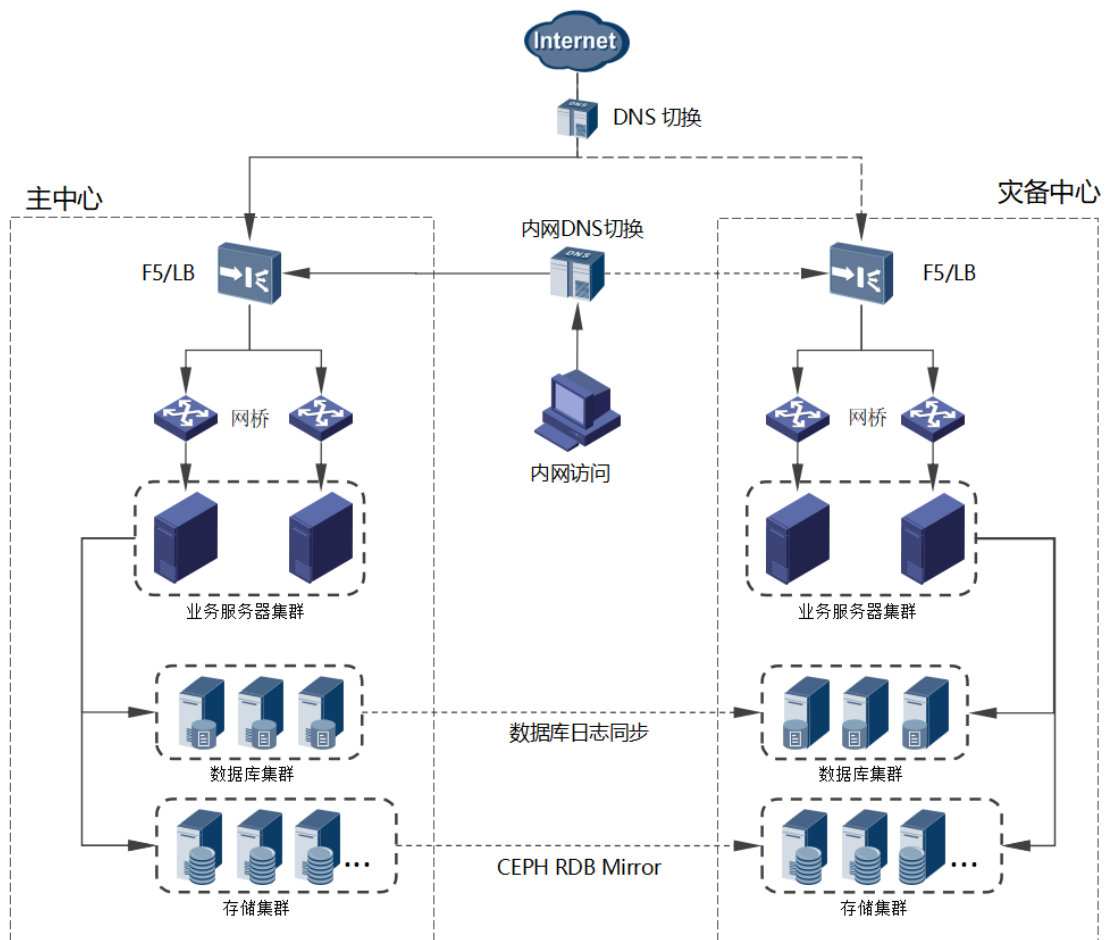 Internet
DNS
DNS 切换
主中心
灾备中心
内网DNS切换
DNS
F5/LB
F5/LB
网桥
网桥
内网访问
业务服务器集群
业务服务器集群
数据库日志同步
数据库集群
数据库集群
...
...
CEPH RDB Mirror
存储集群
存储集群